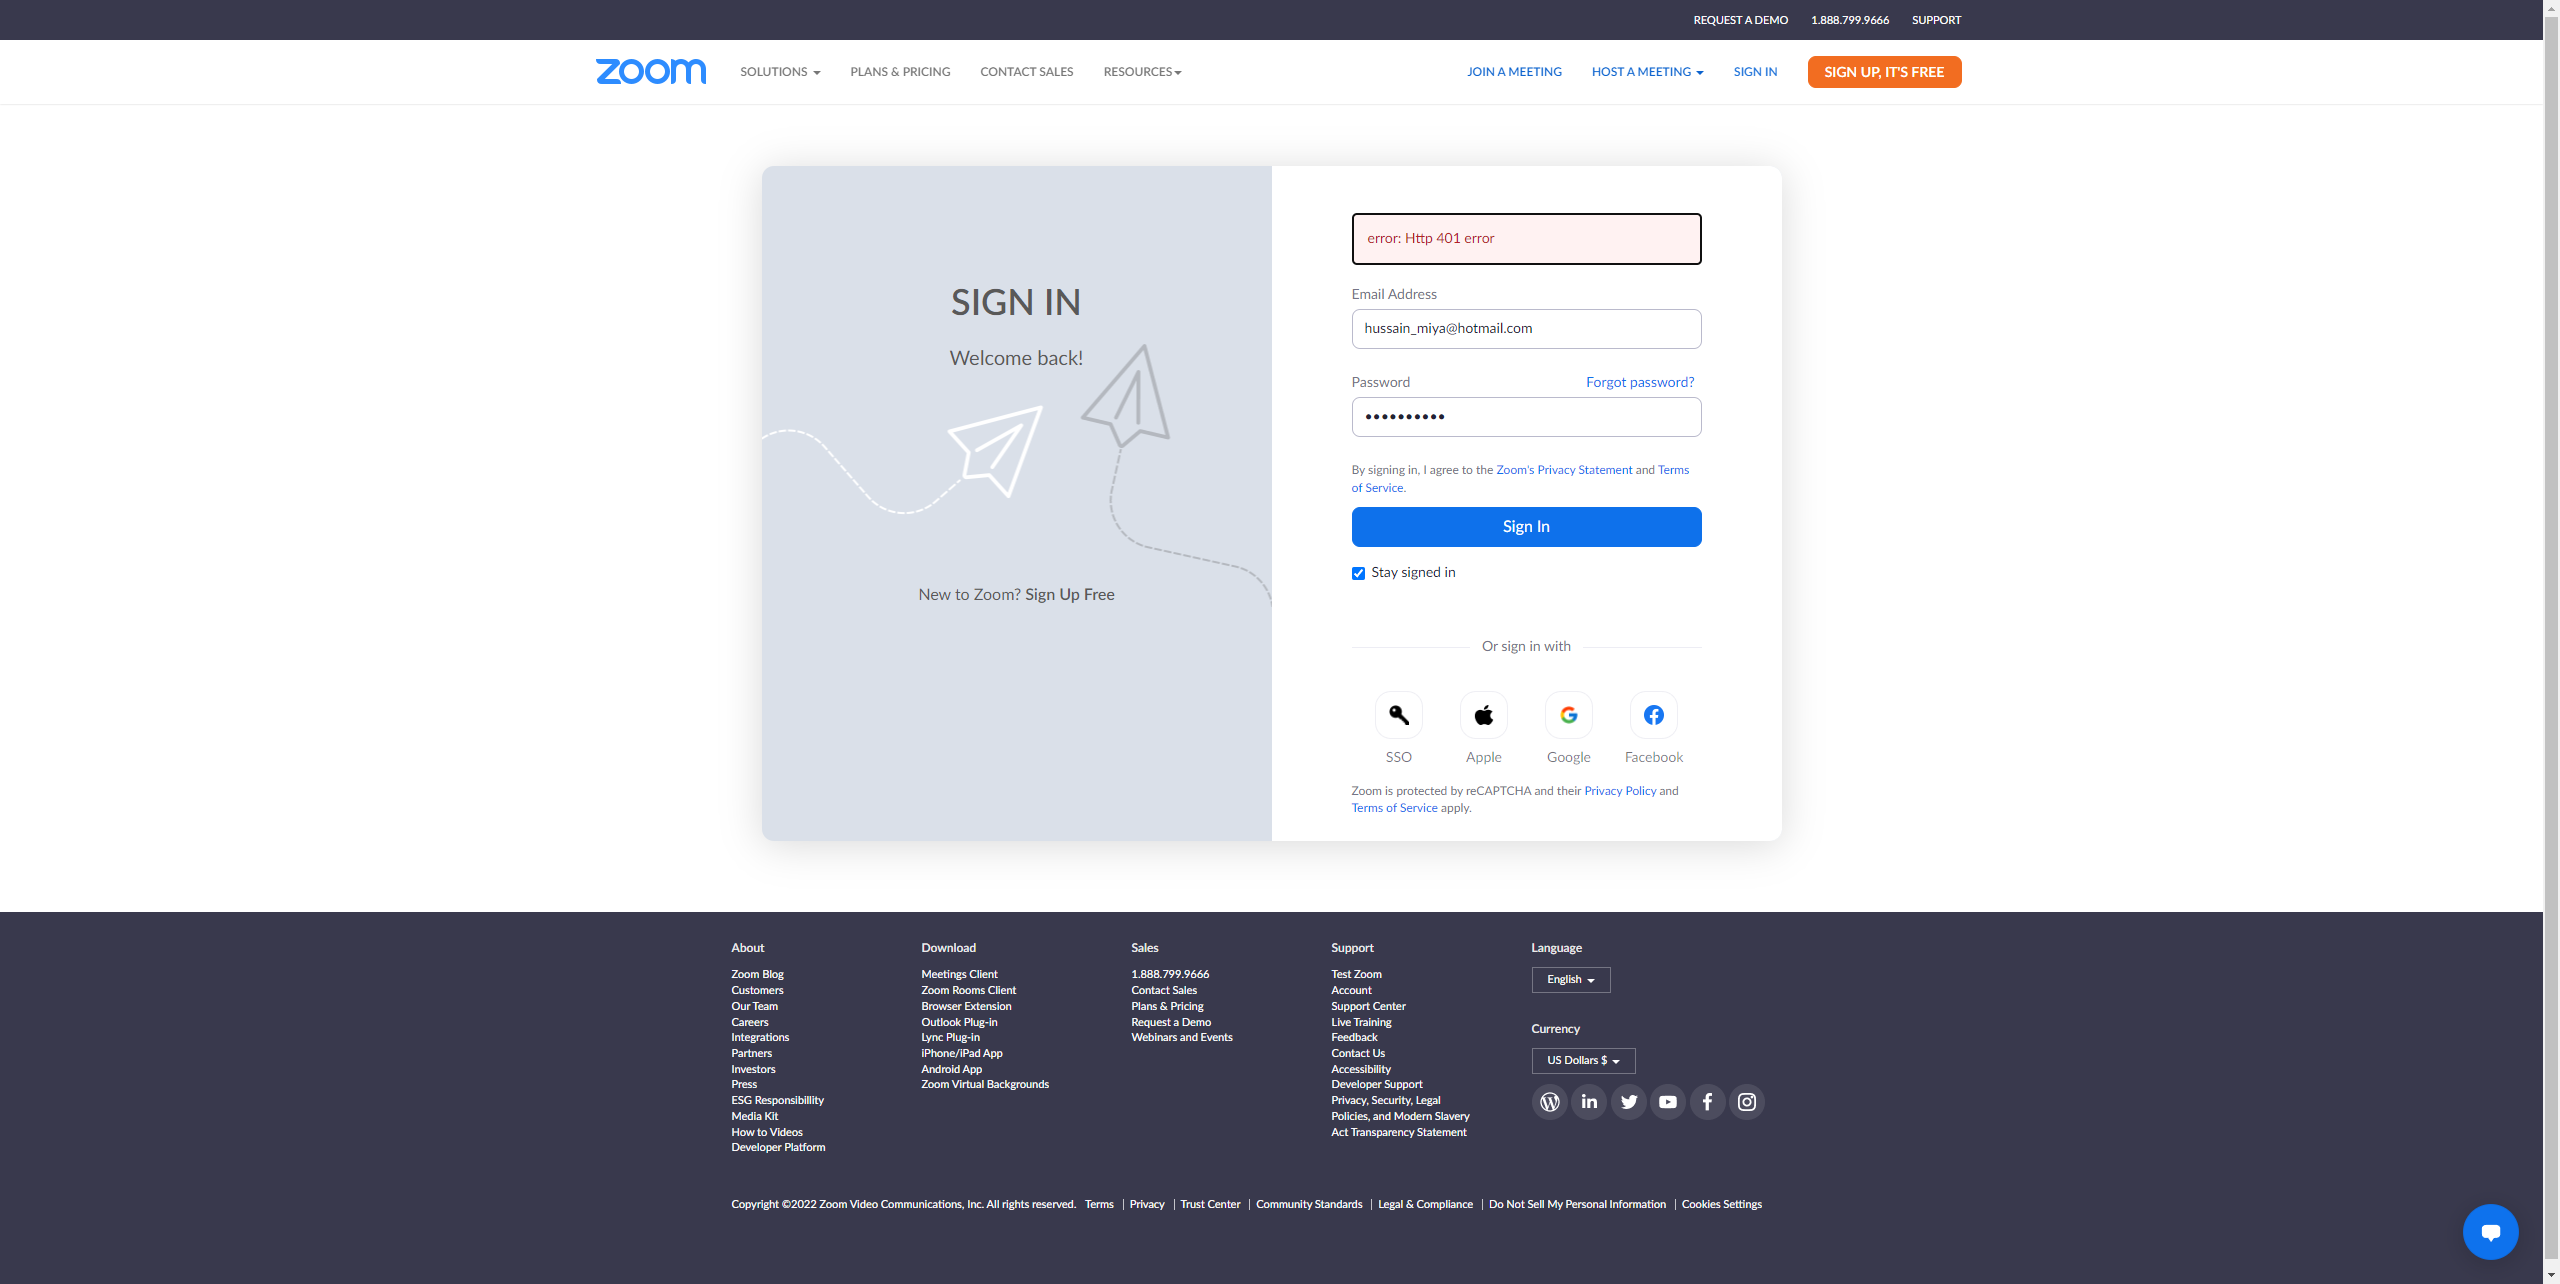 REQUEST A DEMO 1.888.799.9666 SUPPORT
zoom SOLUTIONS PLANS & PRICING CONTACT SALES RESOURCES JOIN A MEETING HOST A MEETING SIGN IN SIGN UP, IT'S FREE
SIGN IN
Welcome back!
New to Zoom? Sign Up Free
error: Http 401 error
Email Address
hussain_miya@hotmail.com
Password Forgot password?
By signing in, I agree to the Zoom's Privacy Statement and Terms
of Service.
Sign In
Stay signed in
Or sign in with
SSO Apple Google Facebook
Zoom is protected by reCAPTCHA and their Privacy Policy and
Terms of Service apply.
About
Zoom Blog
Customers
Our Team
Careers
Integrations
Partners
Investors
Press
ESG Responsibillity
Media Kit
How to Videos
Developer Platform
Download
Meetings Client
Zoom Rooms Client
Browser Extension
Outlook Plug-in
Lync Plug-in
iPhone/iPad App
Android App
Zoom Virtual Backgrounds
Sales
1.888.799.9666
Contact Sales
Plans & Pricing
Request a Demo
Webinars and Events
Support
Test Zoom
Account
Support Center
Live Training
Feedback
Contact Us
Accessibility
Developer Support
Privacy, Security, Legal
Policies, and Modern Slavery
Act Transparency Statement
Language
English
Currency
US Dollars $
Copyright ©2022 Zoom Video Communications, Inc. All rights reserved. Terms | Privacy | Trust Center | Community Standards | Legal & Compliance | Do Not Sell My Personal Information | Cookies Settings